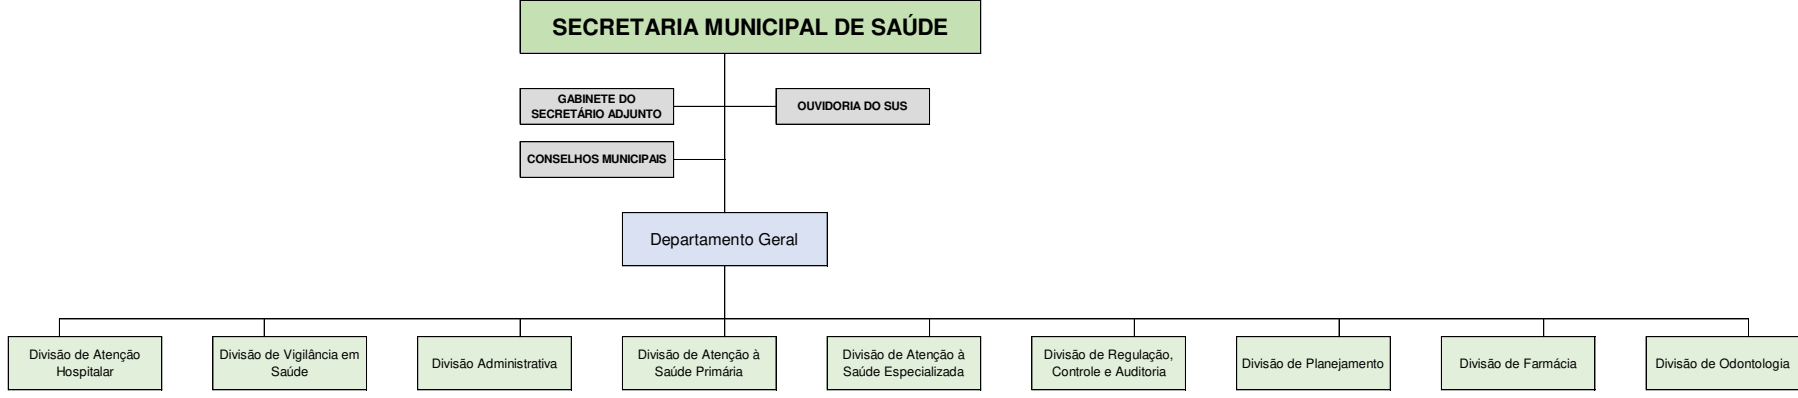 SECRETARIA MUNICIPAL DE SAÚDE
GABINETE DO
SECRETÁRIO ADJUNTO
OUVIDORIA DO SUS
CONSELHOS MUNICIPAIS
Departamento Geral
Divisão de Atenção
Hospitalar
Divisão de Vigilância em
Saúde
Divisão Administrativa
Divisão de Atenção à
Saúde Primária
Divisão de Atenção à
Saúde Especializada
Divisão de Regulação,
Controle e Auditoria
Divisão de Planejamento
Divisão de Farmácia
Divisão de Odontologia